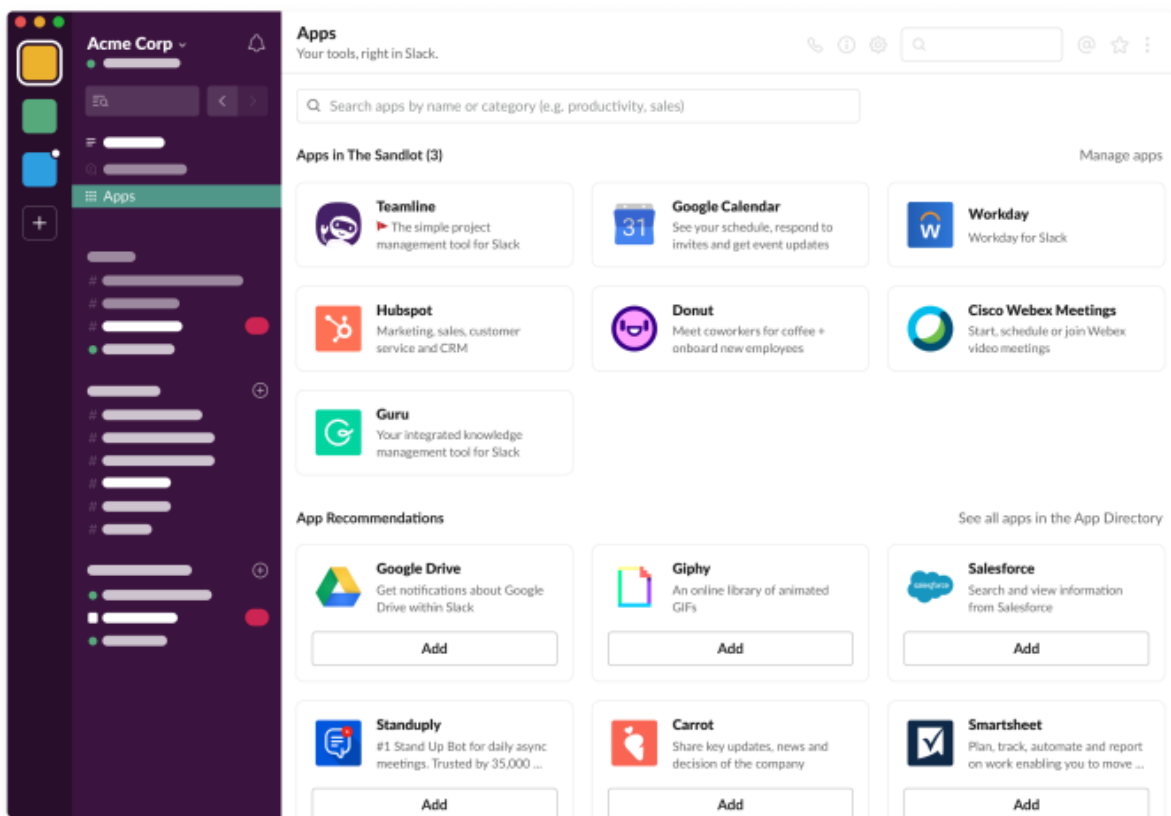 Acme Corp
Apps
Apps
Your tools, right in Slack.
Search apps by name or category (e.g. productivity, sales)
Apps in The Sandlot (3)
Manage apps
Teamline
The simple project
management tool for Slack
31
Google Calendar
See your schedule, respond to
invites and get event updates
W
Workday
Workday for Slack
Hubspot
Marketing, sales, customer
service and CRM
Donut
Meet coworkers for coffee +
onboard new employees
Cisco Webex Meetings
Start, schedule or join Webex
video meetings
Guru
Your integrated knowledge
management tool for Slack
App Recommendations
See all apps in the App Directory
Google Drive
Get notifications about Google
Drive within Slack
Add
Giphy
An online library of animated
GIFs
Add
salesforce
Salesforce
Search and view information
from Salesforce
Add
Standuply
#1 Stand Up Bot for daily async
meetings. Trusted by 35,000 ...
Add
Carrot
Share key updates, news and
decision of the company
Add
Smartsheet
Plan, track, automate and report
on work enabling you to move ...
Add